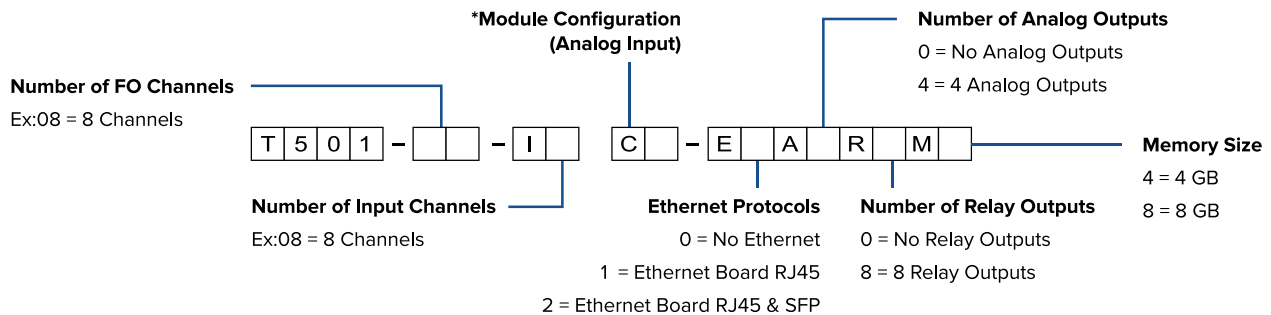 *Module Configuration
(Analog Input)
Number of Analog Outputs
0 = No Analog Outputs
4 = 4 Analog Outputs
Number of FO Channels
Ex:08 = 8 Channels
T501- - I C - E A R M
Memory Size
4 = 4 GB
8 = 8 GB
Number of Input Channels
Ex:08 = 8 Channels
Ethernet Protocols
0 = No Ethernet
1 = Ethernet Board RJ45
2 = Ethernet Board RJ45 & SFP
Number of Relay Outputs
0 = No Relay Outputs
8 = 8 Relay Outputs